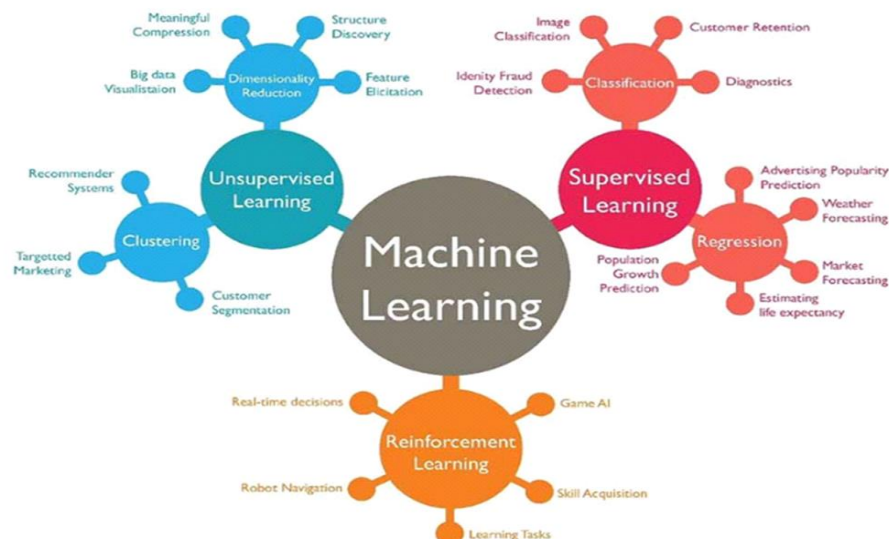 Meaningful
Compression
Structure
Discovery
Big data
Visualistaion
Dimensionality
Reduction
Feature
Elicitation
Image
Classification
Customer Retention
Idenity Fraud
Detection
Classification
Diagnostics
Unsupervised
Learning
Supervised
Learning
Recommender
Systems
Clustering
Targetted
Marketing
Customer
Segmentation
Machine
Learning
Advertising Popularity
Prediction
Weather
Forecasting
Regression
Population
Growth
Prediction
Market
Forecasting
Estimating
life expectancy
Real-time decisions
Game AI
Reinforcement
Learning
Robot Navigation
Skill Acquisition
Learning Tasks